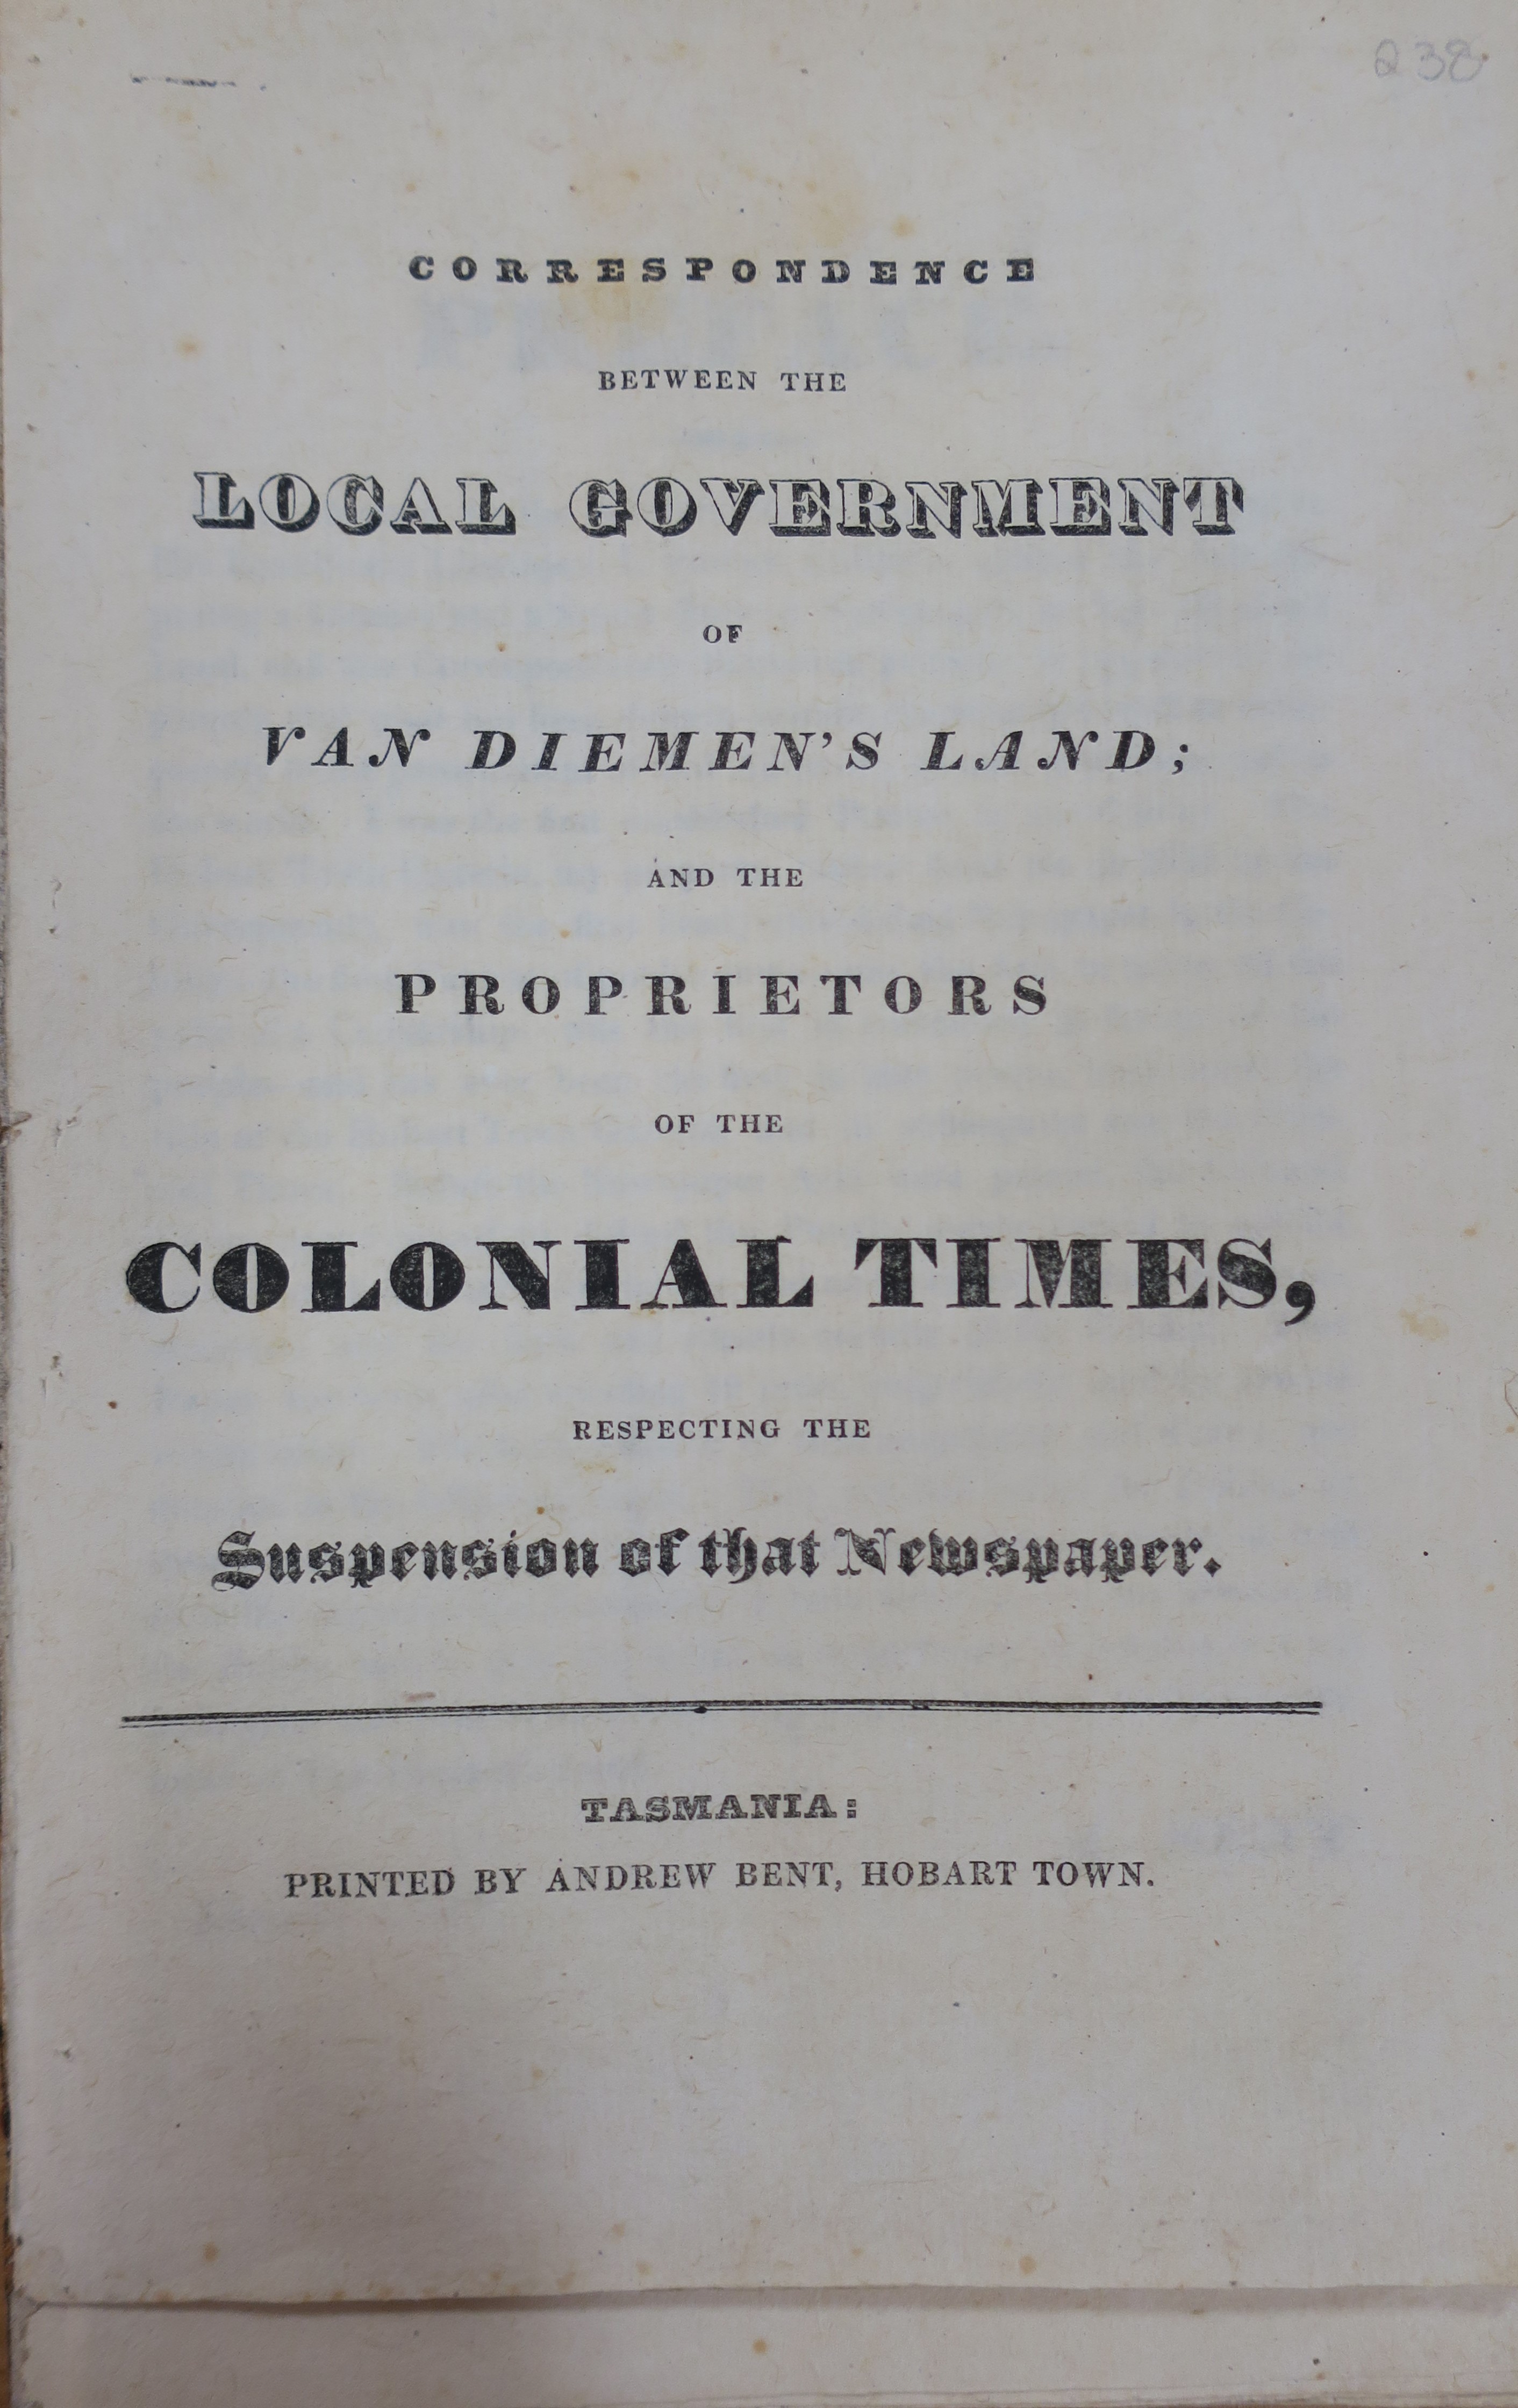 238
CORRESPONDENCE
BETWEEN THE
LOCAL GOVERNMENT
OF
VAN DIEMEN'S LAND;
AND THE
PROPRIETORS
OF THE
COLONIAL TIMES,
RESPECTING THE
Suspension of that Newspaper.
TASMANIA:
PRINTED BY ANDREW BENT, HOBART TOWN.